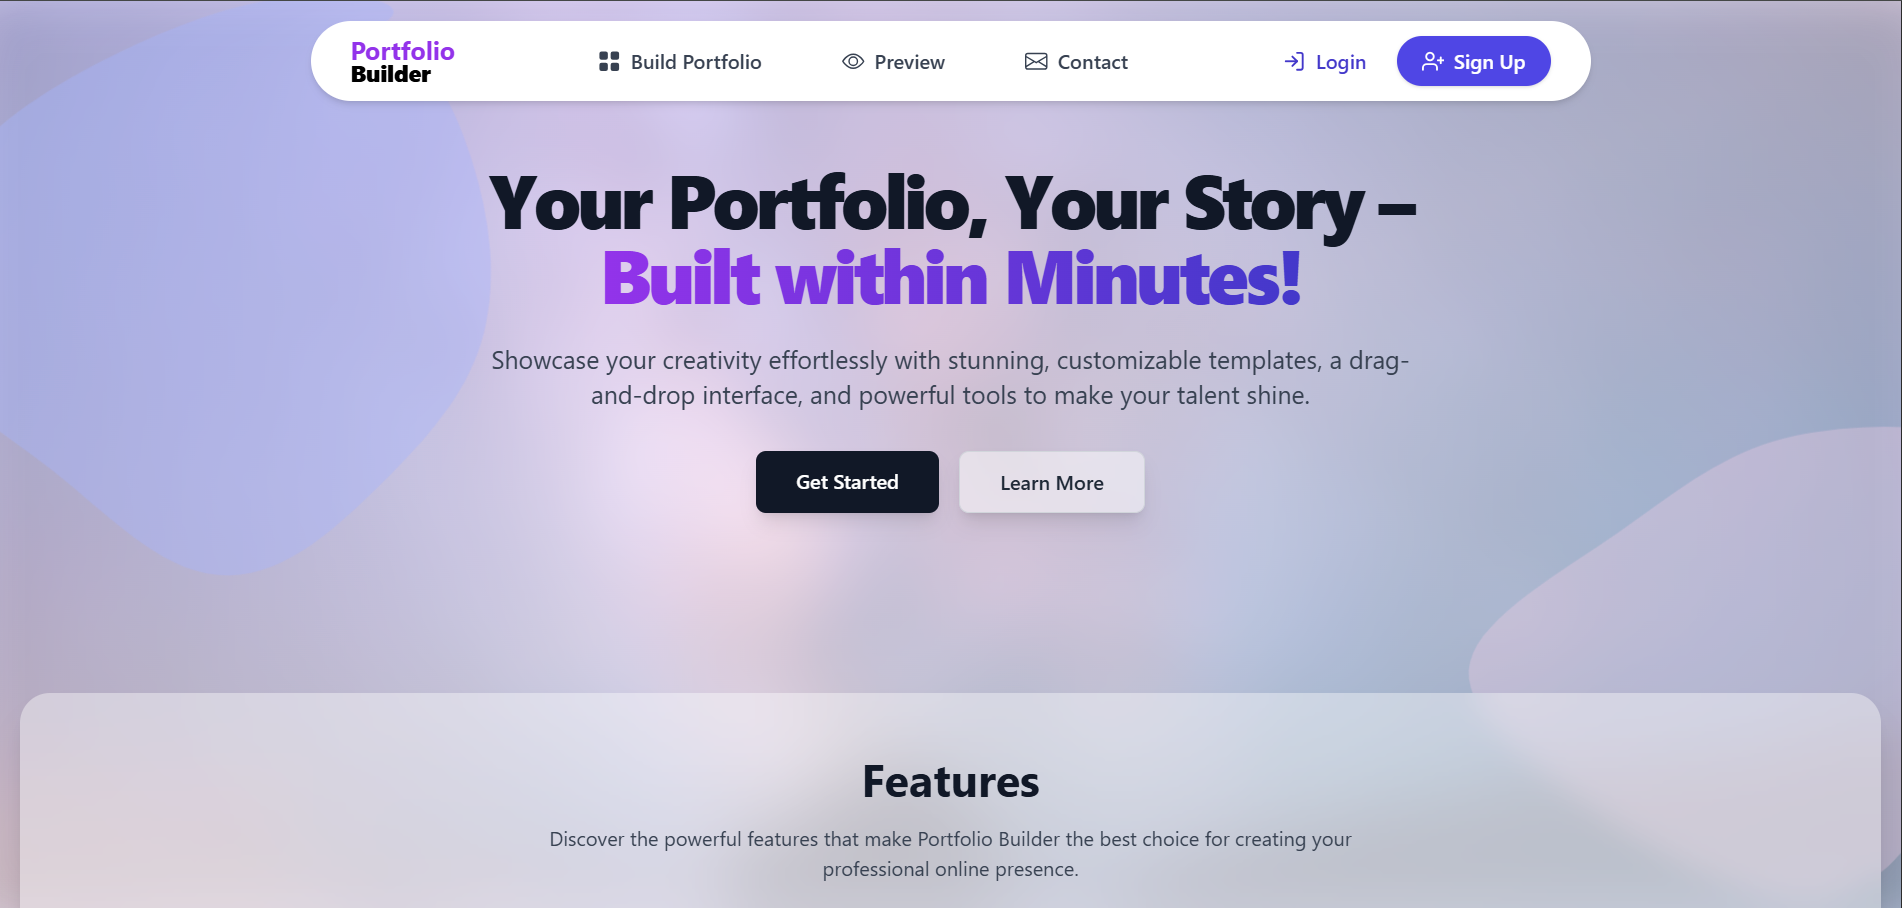 Portfolio
Builder
Build Portfolio
Preview
Contact
Login
Sign Up
Your Portfolio, Your Story –
Built within Minutes!
Showcase your creativity effortlessly with stunning, customizable templates, a drag-
and-drop interface, and powerful tools to make your talent shine.
Get Started
Learn More
Features
Discover the powerful features that make Portfolio Builder the best choice for creating your
professional online presence.